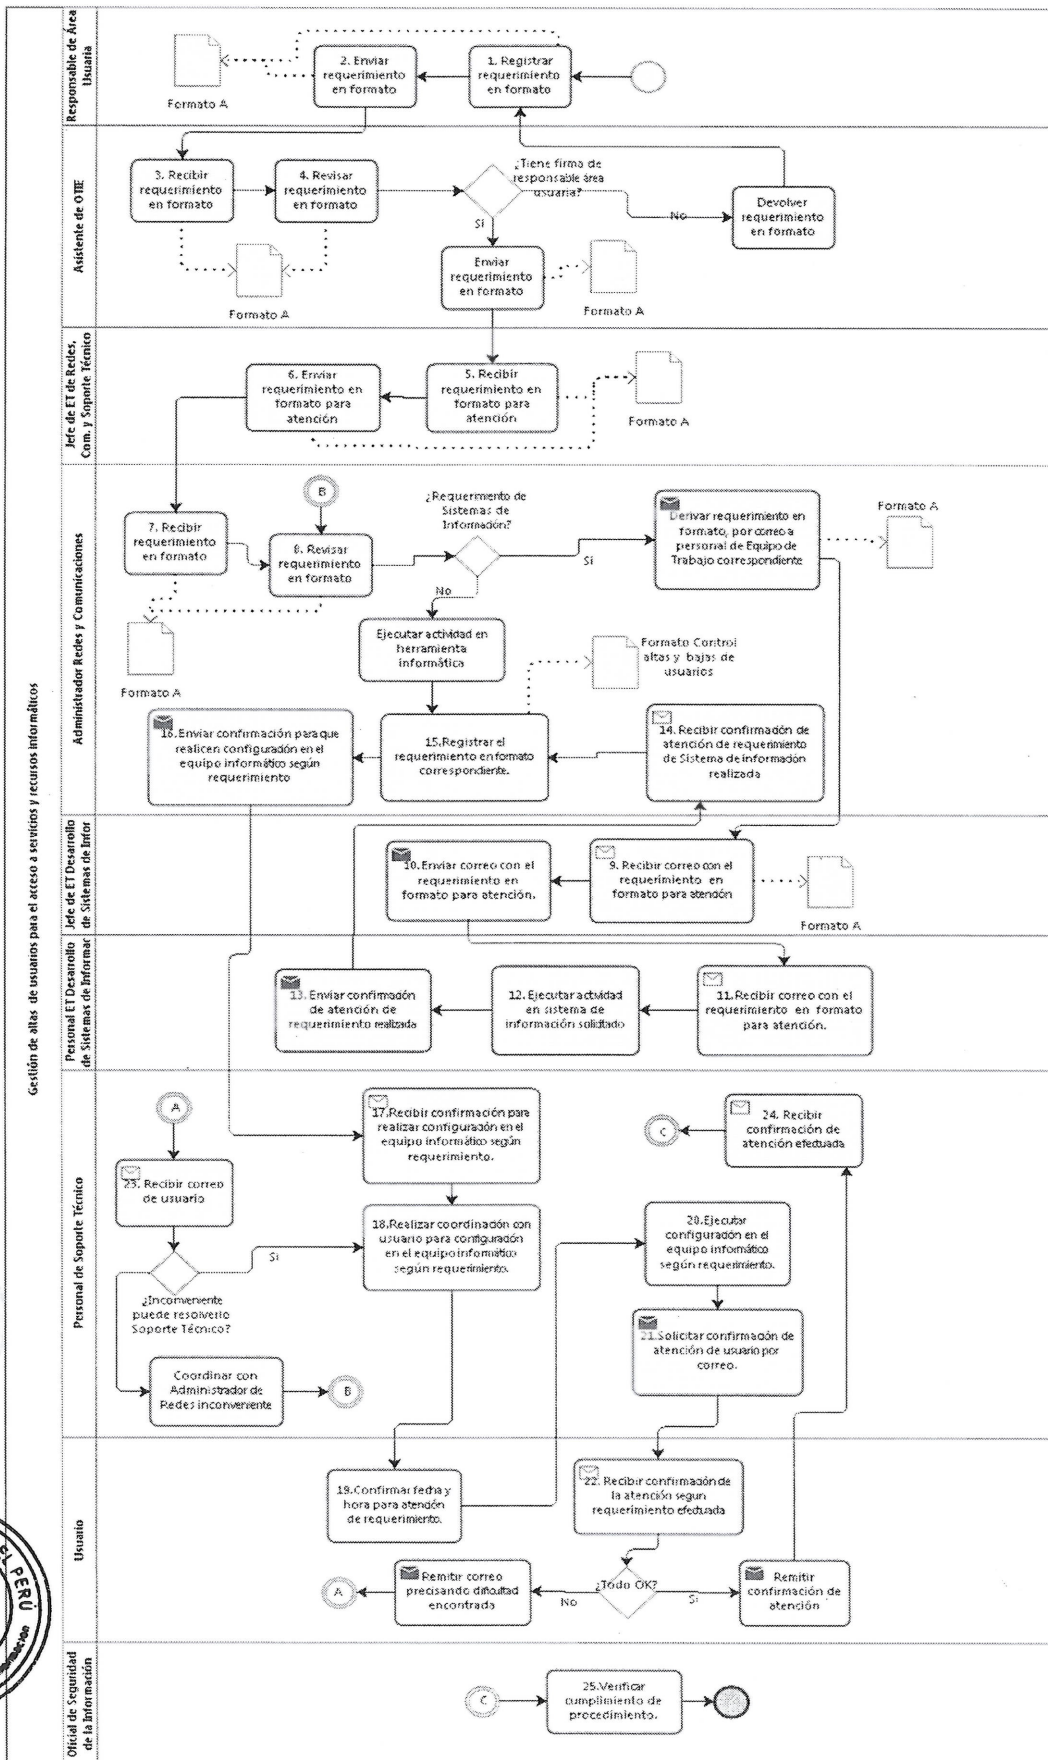 Gestión de altas de usuarios para el acceso a servicios y recursos informáticos
Responsable de Área
Usuaria
Formato A
2. Enviar
requerimiento
en formato
1. Registrar
requerimiento
en formato
Asistente de OTIE
3. Recibir
requerimiento
en formato
4. Revisar
requerimiento
en formato
¿Tiene firma de
responsable área
usuaria?
Si
No
Devolver
requerimiento
en formato
Formato A
Enviar
requerimiento
en formato
Formato A
Jefe de ET de Redes,
Com. y Soporte Técnico
6. Enviar
requerimiento en
formato para
atención
5. Recibir
requerimiento en
formato para
atención
Formato A
Administrador Redes y Comunicaciones
7. Recibir
requerimiento
en formato
B
8. Revisar
requerimiento
en formato
¿Requerimiento de
Sistemas de
Información?
Si
No
Derivar requerimiento en
formato, por correo a
personal de Equipo de
Trabajo correspondiente
Formato A
Formato A
Ejecutar actividad en
herramienta
informática
Formato Control
altas y bajas de
usuarios
16.Enviar confirmación para que
realicen configuración en el
equipo informático según
requerimiento
15.Registrar el
requerimiento en formato
correspondiente.
14. Recibir confirmación de
atención de requerimiento
de Sistema de información
realizada
Jefe de ET Desarrollo
de Sistemas de Infor
10.Enviar correo con el
requerimiento en
formato para atención.
9. Recibir correo con el
requerimiento en
formato para atención
Formato A
Personal ET Desarrollo
de Sistemas de Informac
13. Enviar confirmación
de atención de
requerimiento realizada
12. Ejecutar actividad
en sistema de
información solicitado
11.Recibir correo con el
requerimiento en formato
para atención.
Personal de Soporte Técnico
A
23. Recibir correo
de usuario
17.Recibir confirmación para
realizar configuración en el
equipo informático según
requerimiento.
C
24. Recibir
confirmación de
atención efectuada
¿Inconveniente
puede resolverlo
Soporte Técnico?
Si
18.Realizar coordinación con
usuario para configuración
en el equipo informático
según requerimiento.
20.Ejecutar
configuración en el
equipo informático
según requerimiento.
21.Solicitar confirmación de
atención de usuario por
correo.
Coordinar con
Administrador de
Redes inconveniente
B
Usuario
19.Confirmar fecha y
hora para atención
de requerimiento.
22. Recibir confirmación de
la atención segun
requerimiento efectuada
A
Remitir correo
precisando dificultad
encontrada
No
¿Todo OK?
Si
Remitir
confirmación de
atención
Oficial de Seguridad
de la Información
C
25.Verificar
cumplimiento de
procedimiento.
EL PERÚ